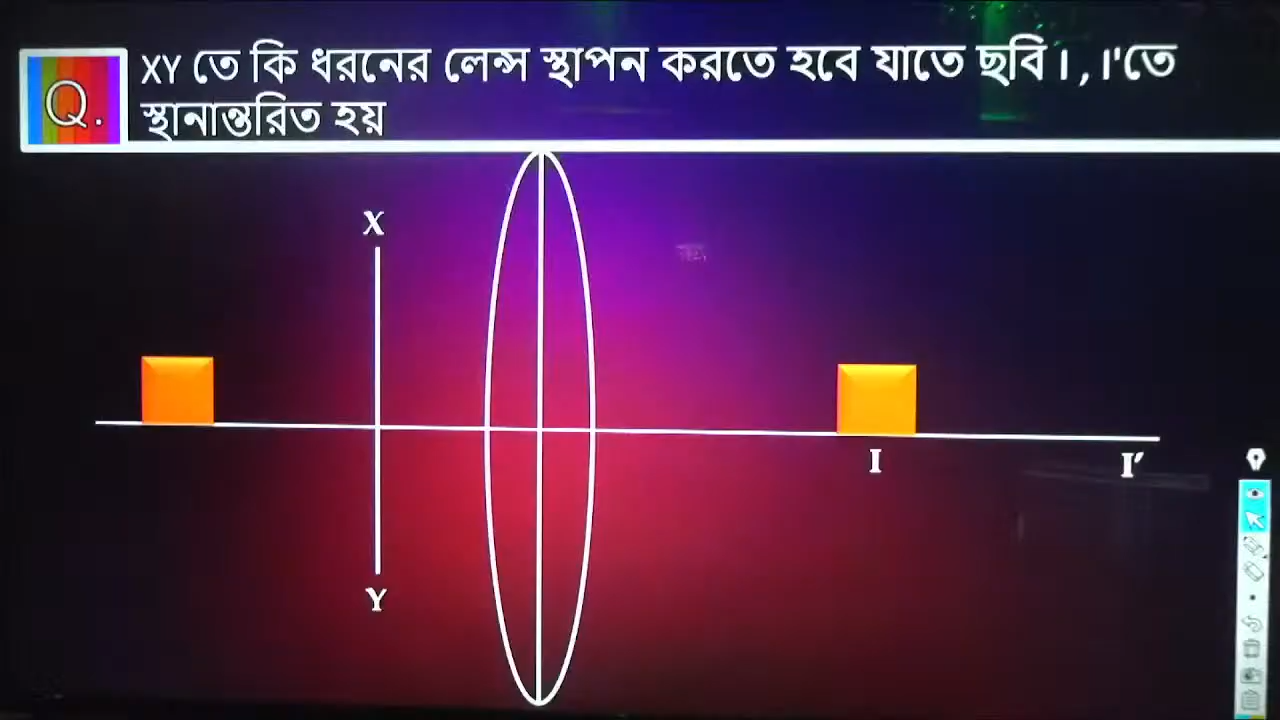 Q.
XY তে কি ধরনের লেন্স স্থাপন করতে হবে যাতে ছবি I , I'তে
স্থানান্তরিত হয়
X
I
I′
Y